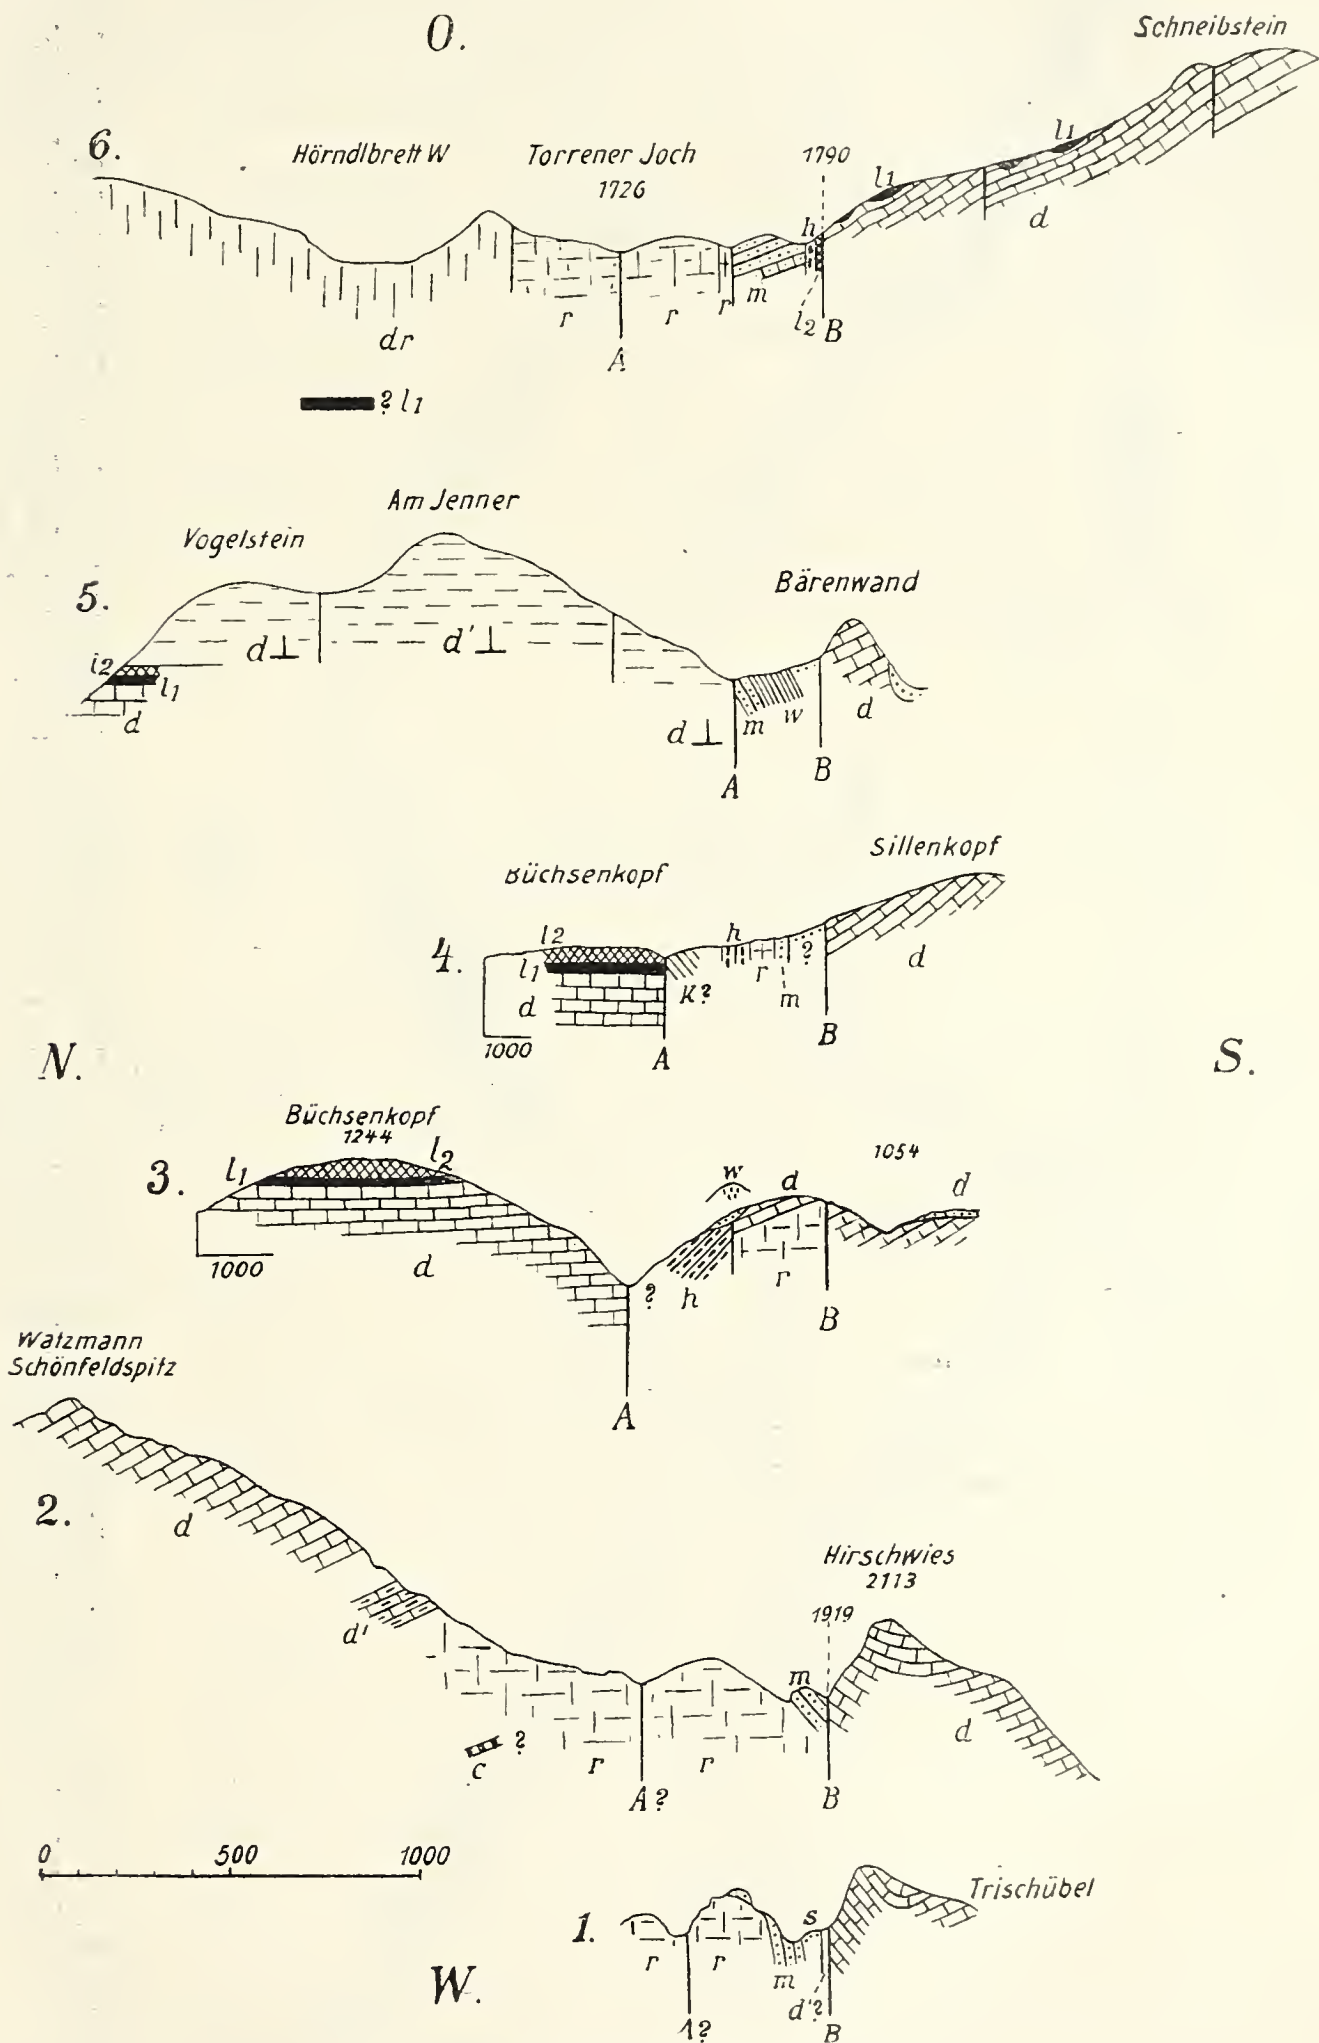 O.
Schneibstein
6.
Hörndlbrett W
Torrener Joch
1726
1790
l1
l1
h
d
r
r
r
m
l2
B
dr
A
? l1
Am Jenner
Vogelstein
5.
Bärenwand
d⊥
d'⊥
l2
l1
d
d⊥
m
w
d
A
B
Sillenkopf
Büchsenkopf
4.
l2
h
l1
d
K?
r
m
?
d
1000
A
B
N.
S.
Büchsenkopf
1244
1054
3.
l1
l2
w
d
d
1000
d
?
h
r
B
A
Watzmann
Schönfeldspitz
2.
d
Hirschwies
2113
1919
d'
m
d
c
?
r
r
A?
B
0
500
1000
Trischübel
1.
s
r
r
m
d'?
W.
A?
B